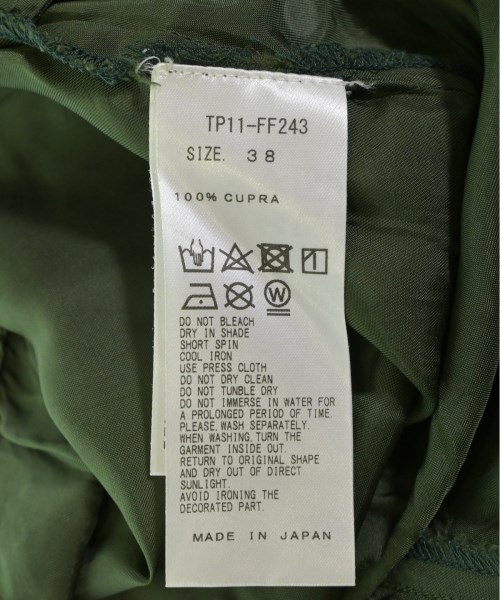 TP11-FF243
SIZE. 38
100% CUPRA
W
DO NOT BLEACH
DRY IN SHADE
SHORT SPIN
COOL IRON
USE PRESS CLOTH
DO NOT DRY CLEAN
DO NOT TUMBLE DRY
DO NOT IMMERSE IN WATER FOR
A PROLONGED PERIOD OF TIME.
PLEASE, WASH SEPARATELY.
WHEN WASHING, TURN THE
GARMENT INSIDE OUT.
RETURN TO ORIGINAL SHAPE
AND DRY OUT OF DIRECT
SUNLIGHT.
AVOID IRONING THE
DECORATED PART.
MADE IN JAPAN